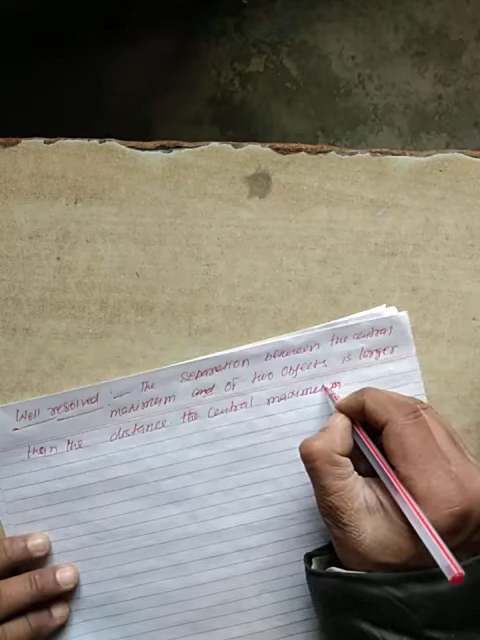 Well resolved :- The separation between the central
maximum and of two objects is larger
than the distance the central maximum